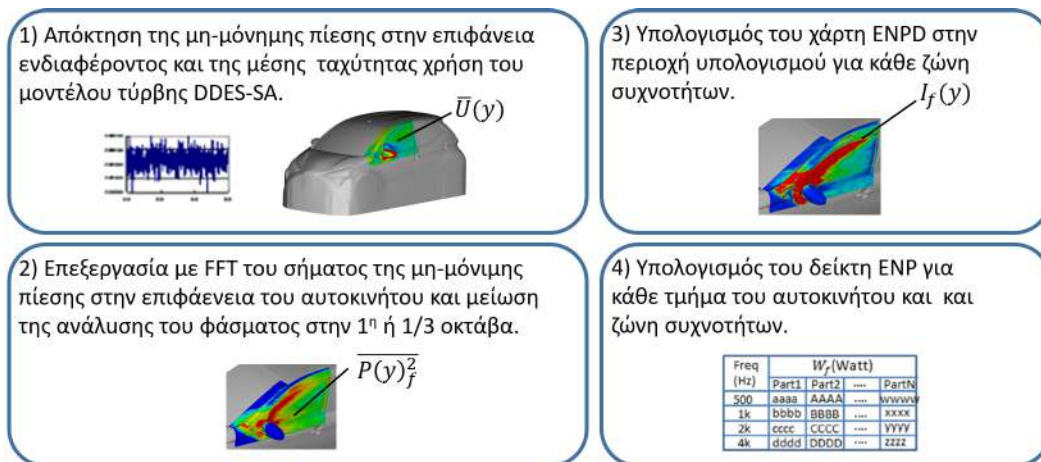 1) Απόκτηση της μη-μόνημης πίεσης στην επιφάνεια
ενδιαφέροντος και της μέσης ταχύτητας χρήση του
μοντέλου τύρβης DDES-SA.
U̅(y)
2) Επεξεργασία με FFT του σήματος της μη-μόνιμης
πίεσης στην επιφάενεια του αυτοκινήτου και μείωση
της ανάλυσης του φάσματος στην 1η ή 1/3 οκτάβα.
P(y)²_f
3) Υπολογισμός του χάρτη ENPD στην
περιοχή υπολογισμού για κάθε ζώνη
συχνοτήτων.
I_f(y)
4) Υπολογισμός του δείκτη ENP για
κάθε τμήμα του αυτοκινήτου και και
ζώνη συχνοτήτων.
Freq (Hz) W_f(Watt)
Part1 Part2 .... PartN
500 aaaa AAAA .... wwww
1k bbbb BBBB .... xxxx
2k cccc CCCC .... yyyy
4k dddd DDDD .... zzzz